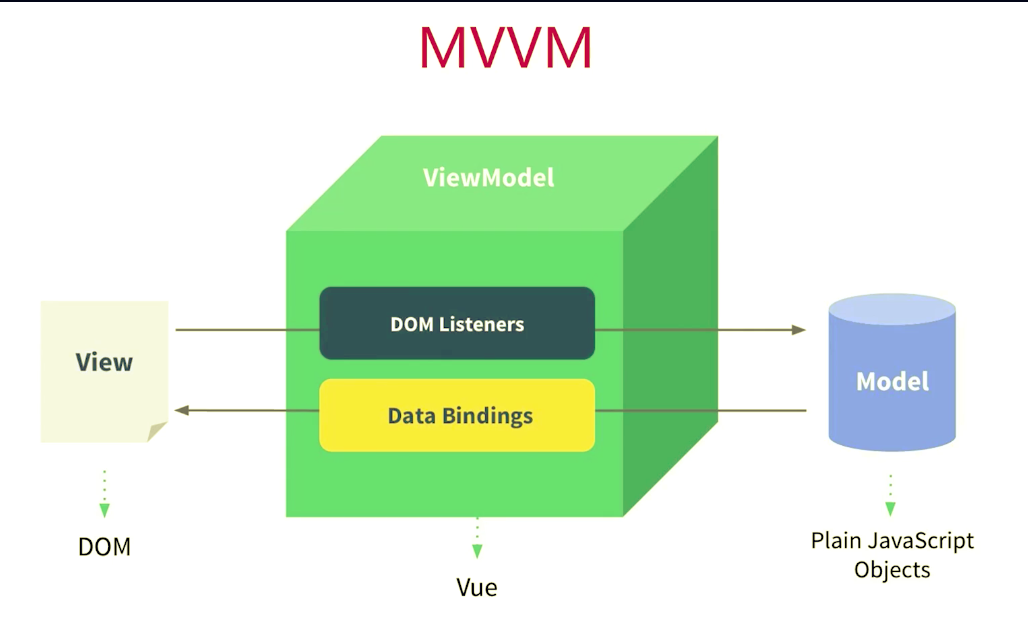 MVVM
ViewModel
DOM Listeners
View
Model
Data Bindings
DOM
Plain JavaScript
Objects
Vue